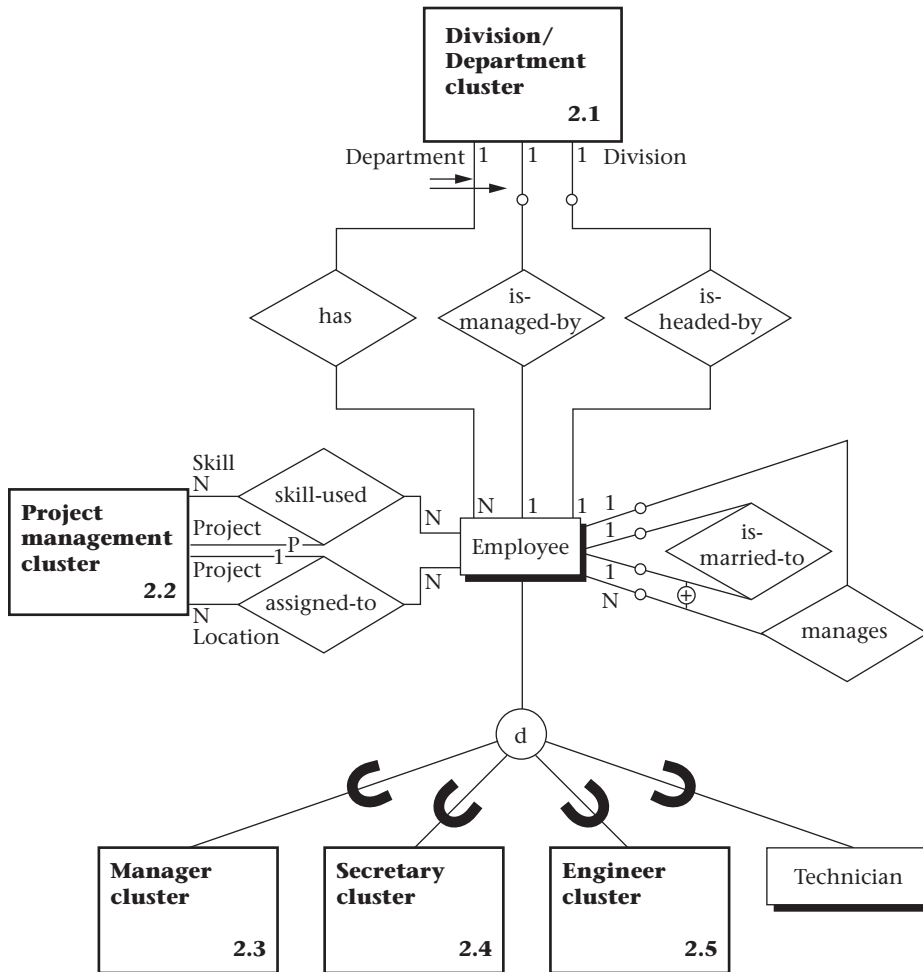 Division/
Department
cluster
2.1
Department 1 1 1 Division
has
is-
managed-by
is-
headed-by
Skill
N
skill-used
N
N 1 1
1
Project
management
cluster
2.2
Project
P
Project
1
Employee
1
is-
married-to
1
N
assigned-to
N
Location
N
manages
d
Manager
cluster
2.3
Secretary
cluster
2.4
Engineer
cluster
2.5
Technician